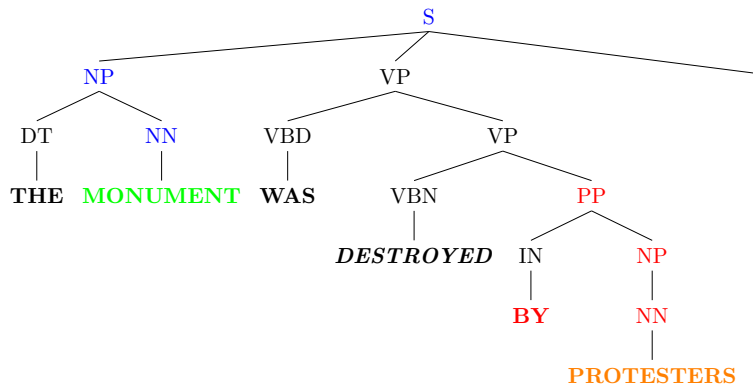 S
NP VP
DT NN VBD VP
THE MONUMENT WAS VBN PP
DESTROYED IN NP
BY NN
PROTESTERS